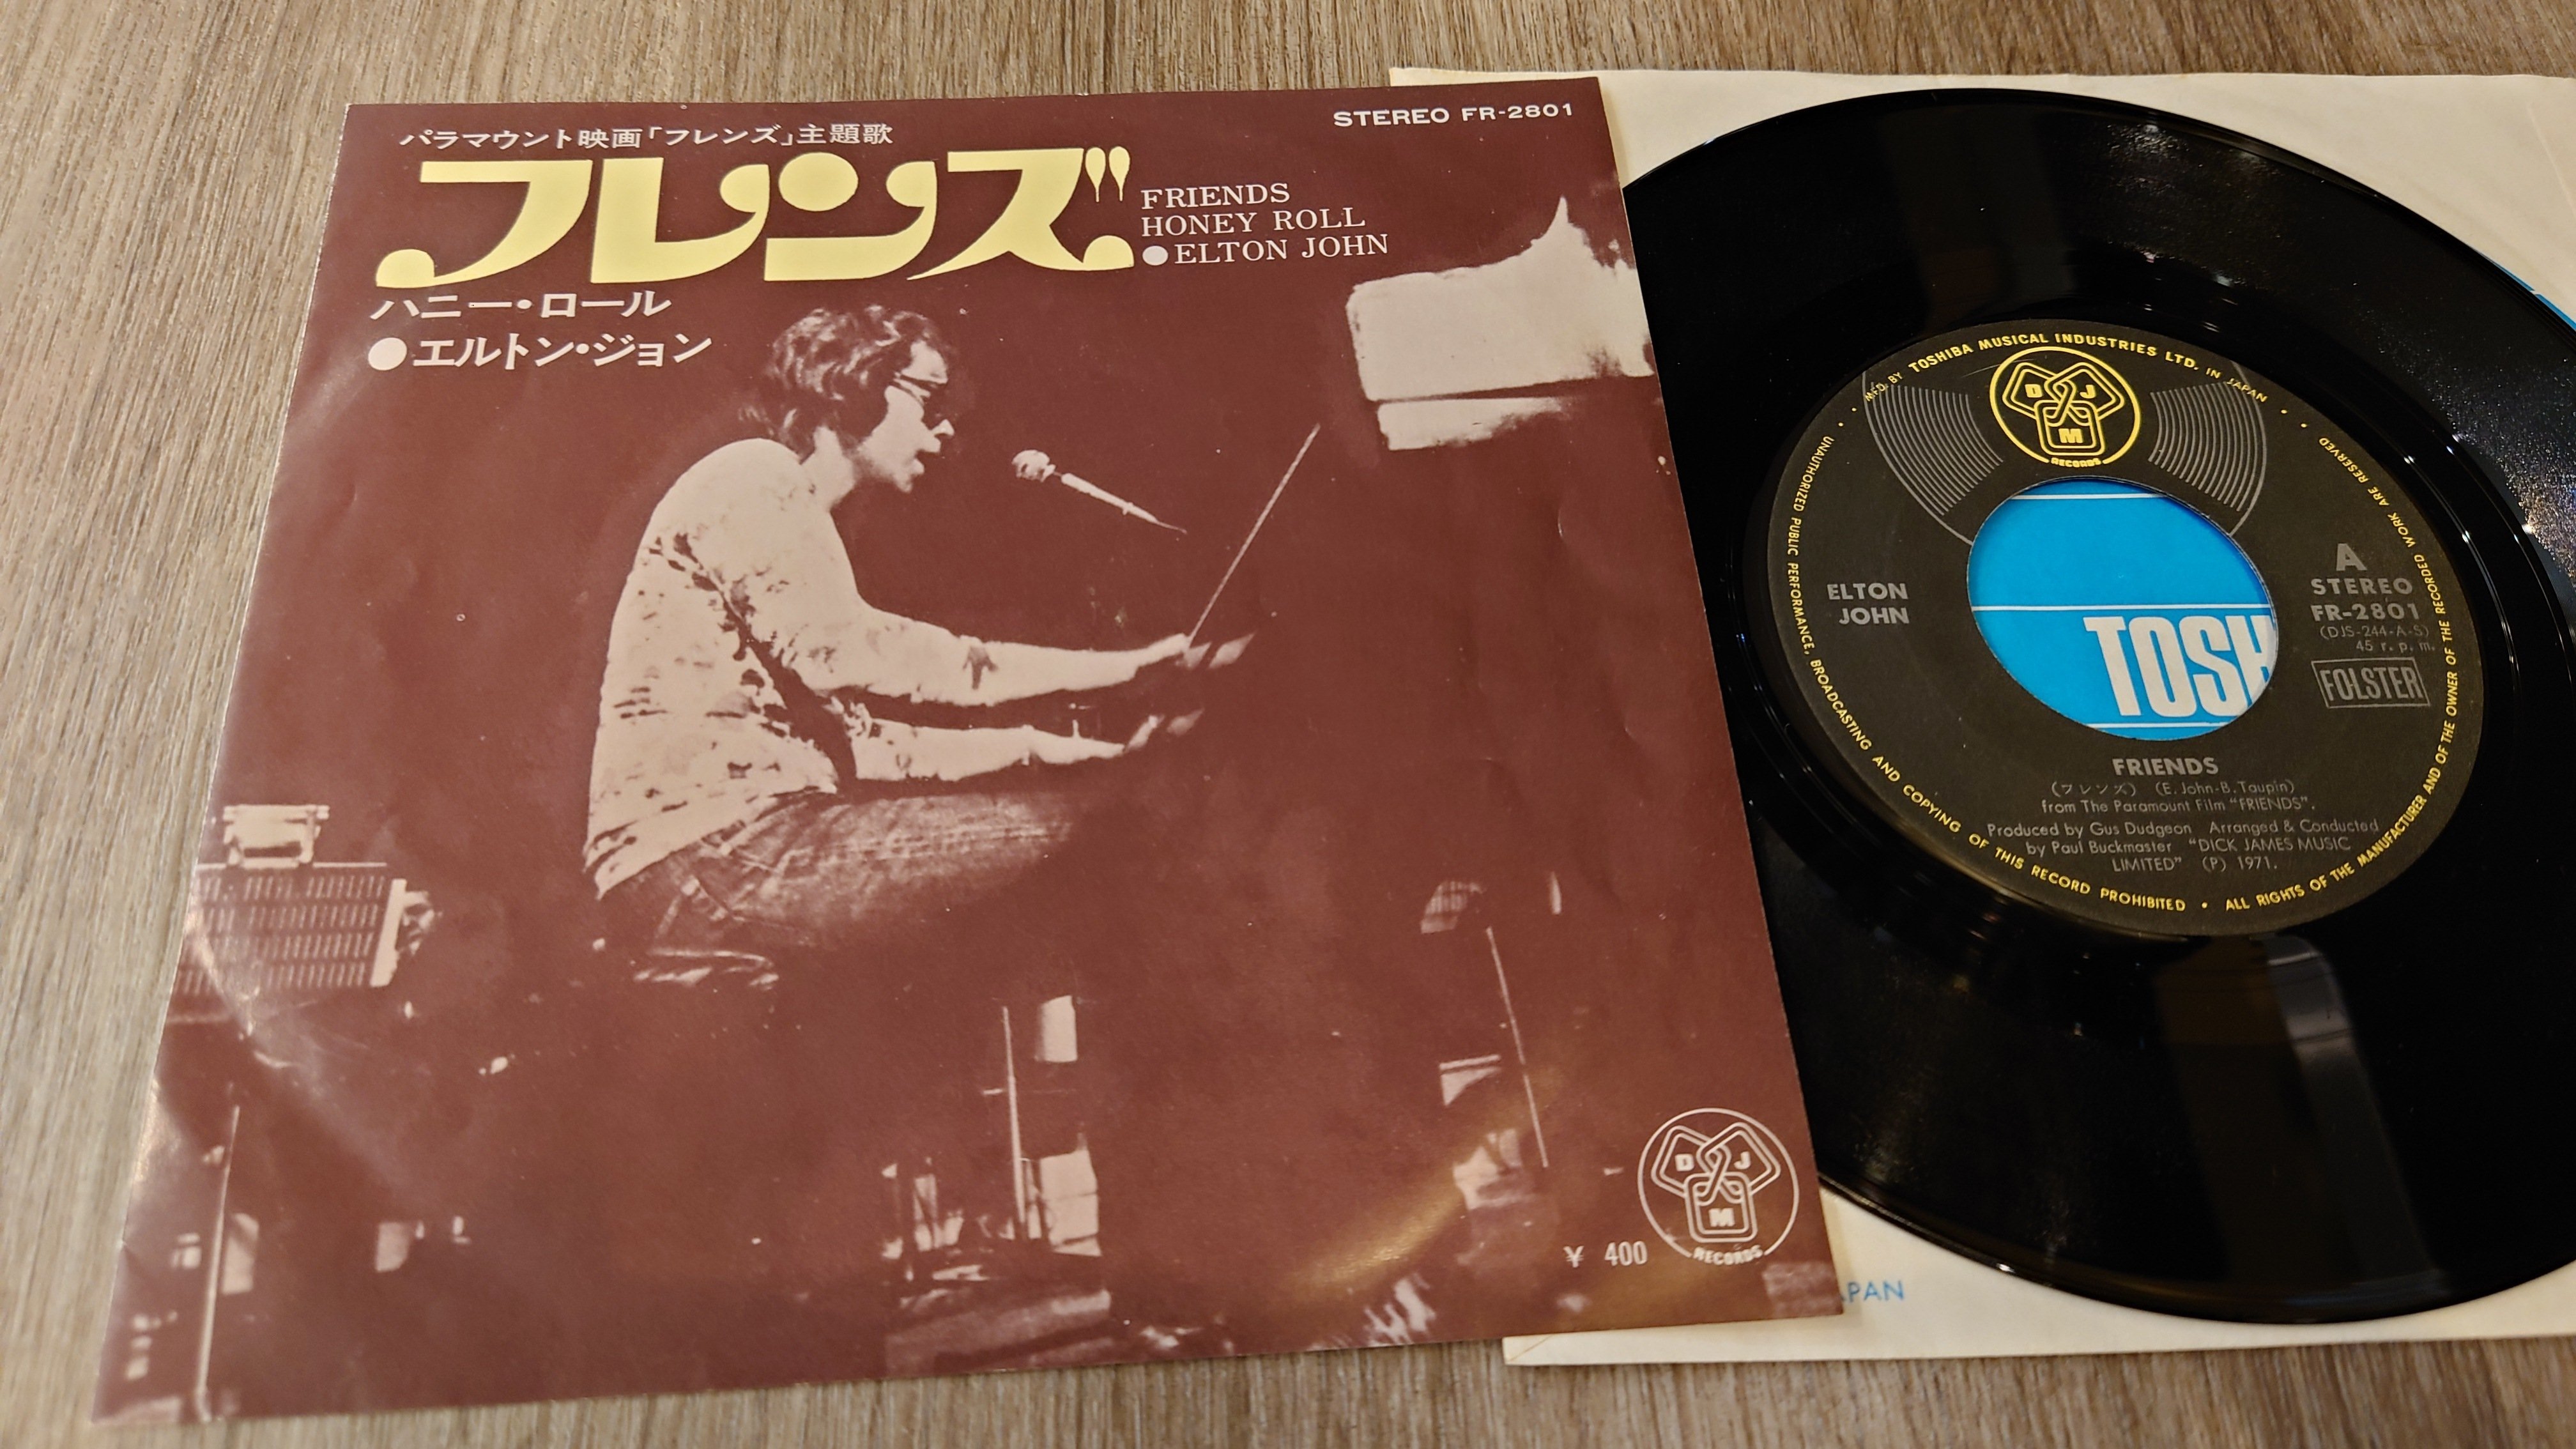 STEREO FR-2801
パラマウント映画「フレンズ」主題歌
フレンズ
FRIENDS
HONEY ROLL
●ELTON JOHN
ハニー・ロール
●エルトン・ジョン
¥ 400
DJM
RECORDS
MFD. BY TOSHIBA MUSICAL INDUSTRIES LTD. IN JAPAN •
DJM
RECORDS
ELTON
JOHN
A
STEREO
FR-2801
(DJS-244-A-S)
45 r. p. m.
FOLSTER
TOSH
FRIENDS
(フレンズ) (E. John-B. Taupin)
from The Paramount Film "FRIENDS".
Produced by Gus Dudgeon Arranged & Conducted
by Paul Buckmaster "DICK JAMES MUSIC
LIMITED" (P) 1971.
• UNAUTHORIZED PUBLIC PERFORMANCE, BROADCASTING AND COPYING OF THIS RECORD PROHIBITED • ALL RIGHTS OF THE MANUFACTURER AND OF THE OWNER OF THE RECORDED WORK ARE RESERVED •
PAN